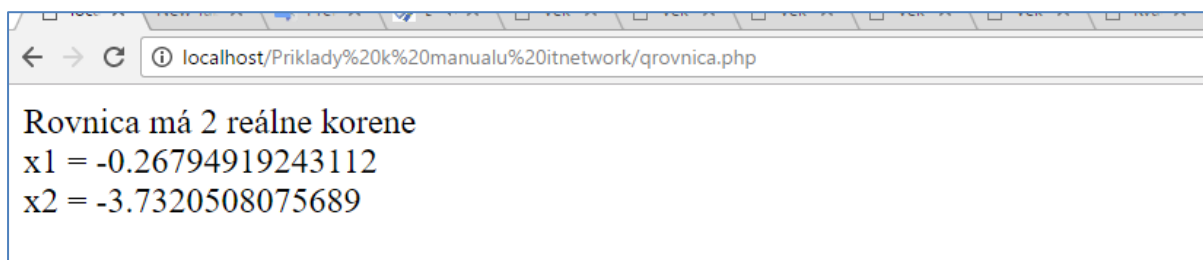 localhost/Priklady%20k%20manualu%20itnetwork/qrovnica.php
Rovnica má 2 reálne korene
x1 = -0.26794919243112
x2 = -3.7320508075689